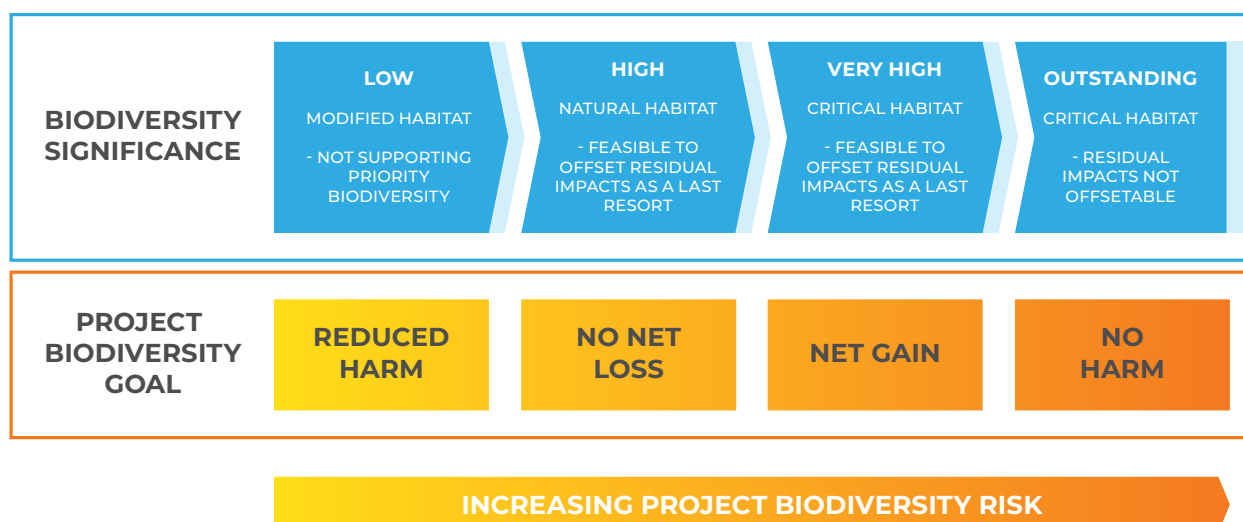 BIODIVERSITY
SIGNIFICANCE
LOW
MODIFIED HABITAT
- NOT SUPPORTING
PRIORITY
BIODIVERSITY
HIGH
NATURAL HABITAT
- FEASIBLE TO
OFFSET RESIDUAL
IMPACTS AS A LAST
RESORT
VERY HIGH
CRITICAL HABITAT
- FEASIBLE TO
OFFSET RESIDUAL
IMPACTS AS A LAST
RESORT
OUTSTANDING
CRITICAL HABITAT
- RESIDUAL
IMPACTS NOT
OFFSETABLE
PROJECT
BIODIVERSITY
GOAL
REDUCED
HARM
NO NET
LOSS
NET GAIN
NO
HARM
INCREASING PROJECT BIODIVERSITY RISK